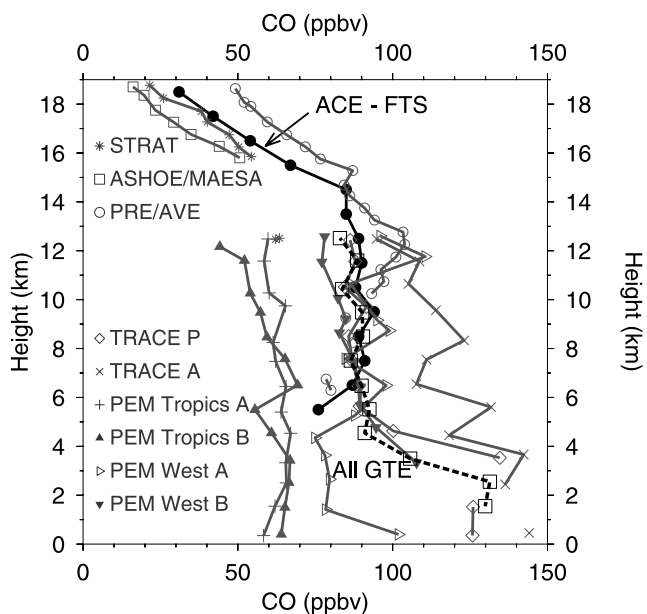 CO (ppbv)
0 50 100 150
18 18
16 16
14 14
12 12
10 10
8 8
6 6
4 4
2 2
0 0
Height (km)
Height (km)
ACE - FTS
STRAT
ASHOE/MAESA
PRE/AVE
TRACE P
TRACE A
PEM Tropics A
PEM Tropics B
PEM West A
PEM West B
All GTE
0 50 100 150
CO (ppbv)